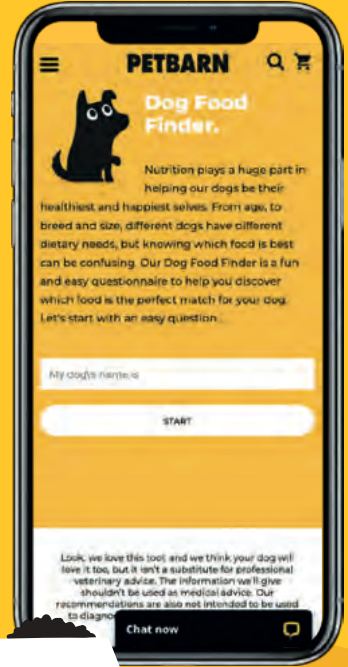 PETBARN
Dog Food
Finder.
Nutrition plays a huge part in
helping our dogs be their
healthiest and happiest selves. From age, to
breed and size, different dogs have different
dietary needs, but knowing which food is best
can be confusing. Our Dog Food Finder is a fun
and easy questionnaire to help you discover
which food is the perfect match for your dog.
Let's start with an easy question...
My dog's name is
START
Look, we love this tool and we think your dog will
love it too, but it isn't a substitute for professional
veterinary advice. The information we'll give
shouldn't be used as medical advice. Our
recommendations are also not intended to be used
to diagno
Chat now